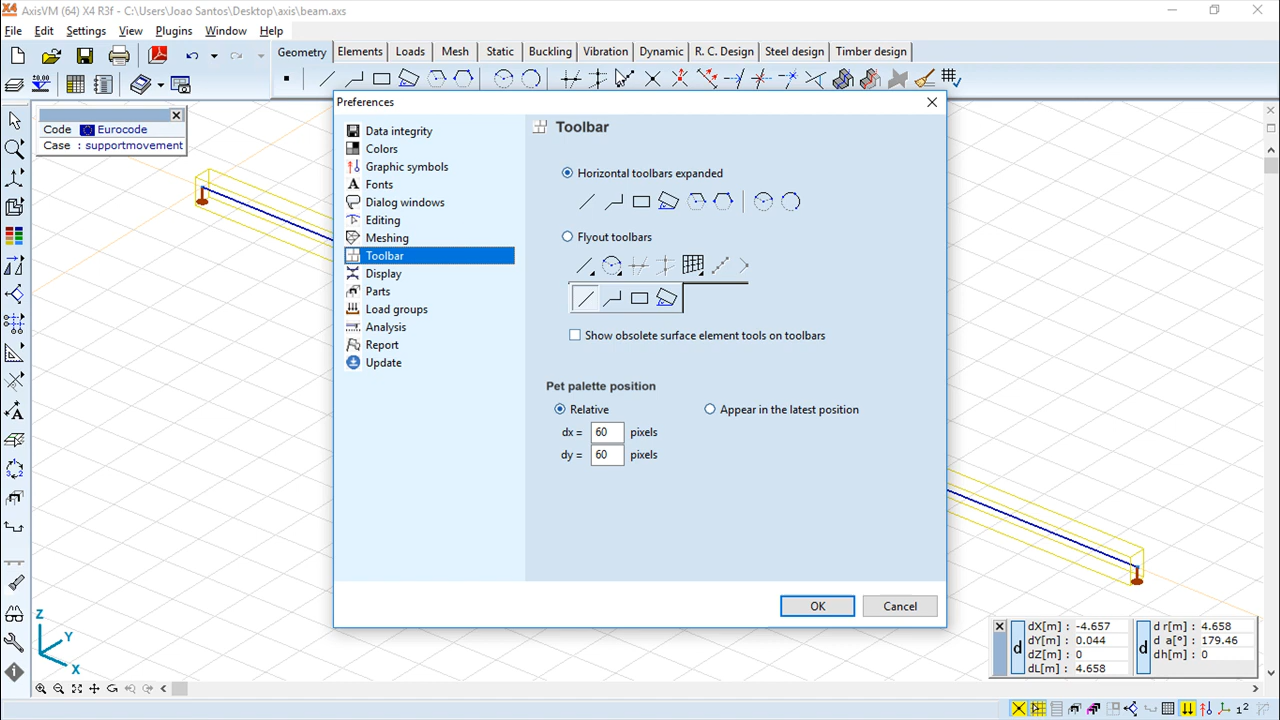 AxisVM (64) X4 R3f - C:\Users\Joao Santos\Desktop\axis\beam.axs
File Edit Settings View Plugins Window Help
Geometry Elements Loads Mesh Static Buckling Vibration Dynamic R. C. Design Steel design Timber design
Code Eurocode
Case : supportmovement
Preferences
Data integrity
Colors
Graphic symbols
Fonts
Dialog windows
Editing
Meshing
Toolbar
Display
Parts
Load groups
Analysis
Report
Update
Toolbar
Horizontal toolbars expanded
Flyout toolbars
Show obsolete surface element tools on toolbars
Pet palette position
Relative Appear in the latest position
dx = 60 pixels
dy = 60 pixels
OK Cancel
Z
Y
X
d
dX[m] : -4.657
dY[m] : 0.044
dZ[m] : 0
dL[m] : 4.658
d
d r[m] : 4.658
d a[°] : 179.46
dh[m] : 0